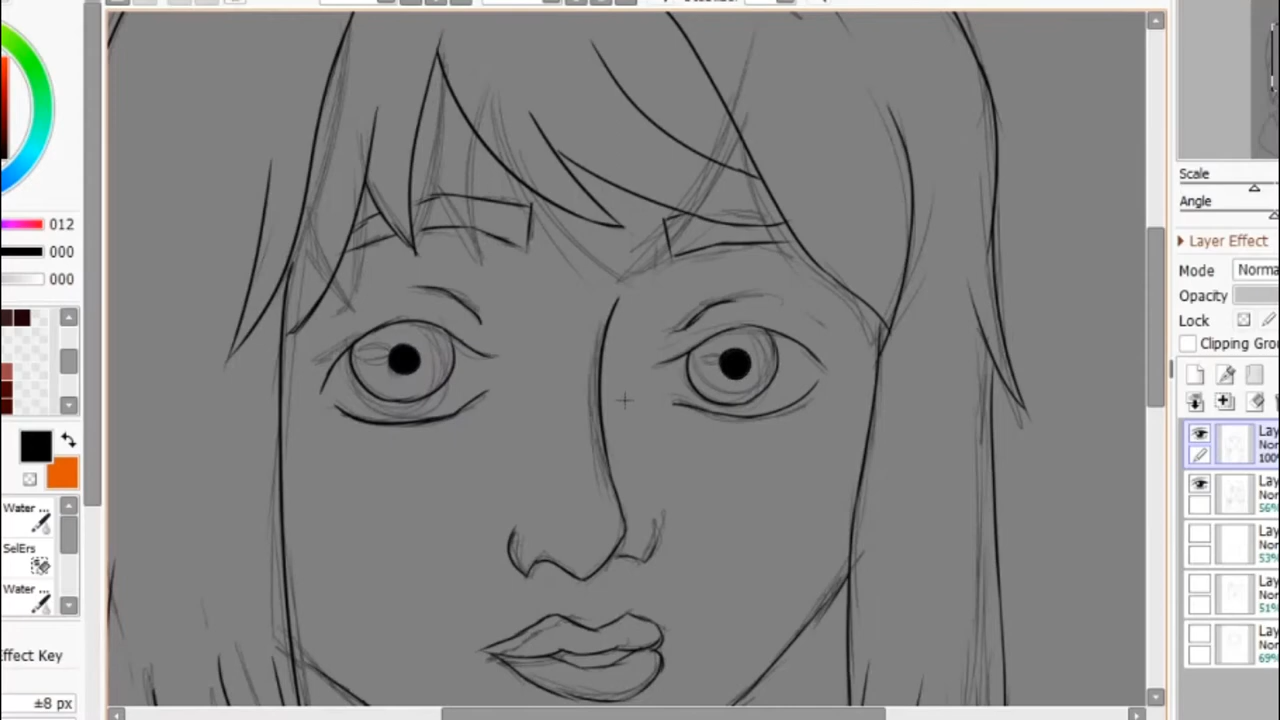 012
000
000
Water ...
SelErs
Water ...
ffect Key
±8 px
Scale
Angle
Layer Effect
Mode
Norma
Opacity
Lock
Clipping Grou
Lay
Nor
100%
Lay
Nor
56%
Lay
Nor
53%
Lay
Nor
51%
Lay
Nor
69%